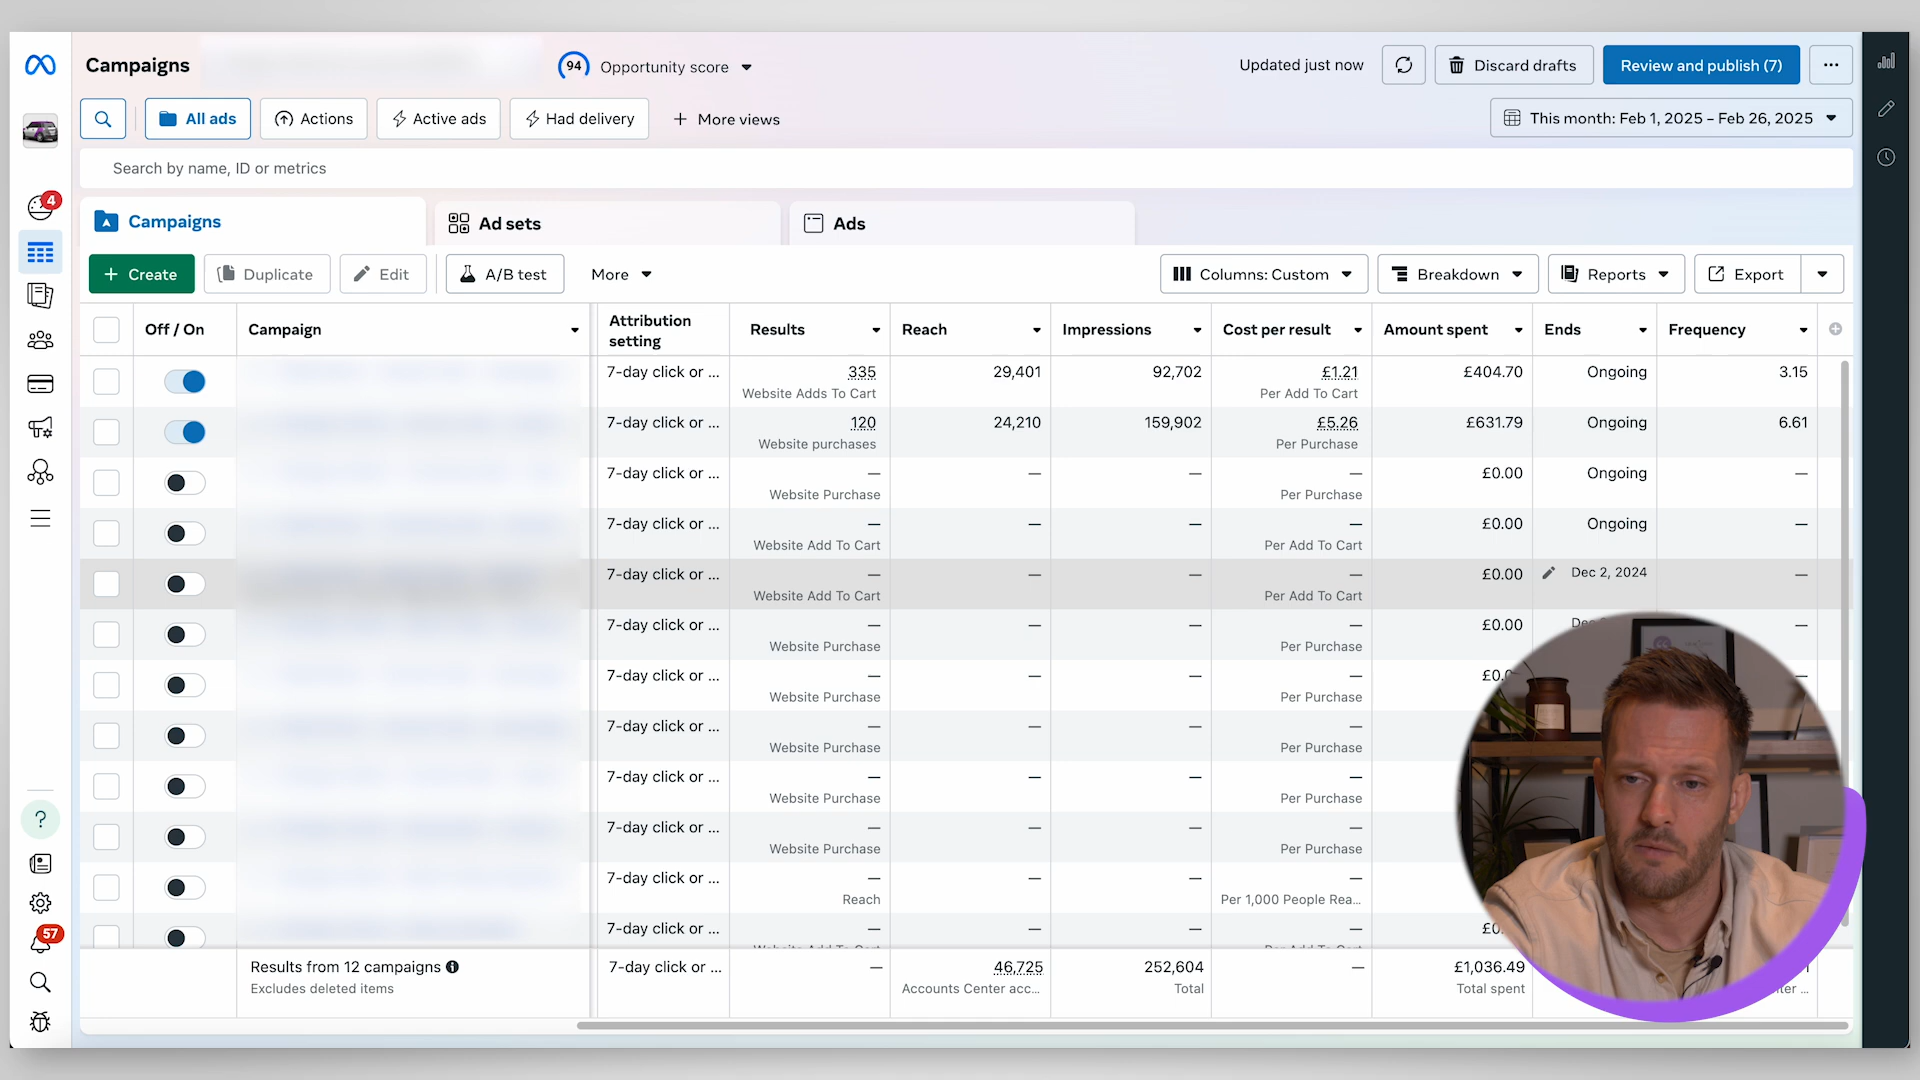 Campaigns
94 Opportunity score
Updated just now
Discard drafts
Review and publish (7)
All ads
Actions
Active ads
Had delivery
+ More views
This month: Feb 1, 2025 – Feb 26, 2025
Search by name, ID or metrics
4
Campaigns
Ad sets
Ads
+ Create
Duplicate
Edit
A/B test
More
Columns: Custom
Breakdown
Reports
Export
Off / On
Campaign
Attribution setting
Results
Reach
Impressions
Cost per result
Amount spent
Ends
Frequency
7-day click or ... 335 29,401 92,702 £1.21 £404.70 Ongoing 3.15
Website Adds To Cart Per Add To Cart
7-day click or ... 120 24,210 159,902 £5.26 £631.79 Ongoing 6.61
Website purchases Per Purchase
7-day click or ... — — — — £0.00 Ongoing —
Website Purchase Per Purchase
7-day click or ... — — — — £0.00 Ongoing —
Website Add To Cart Per Add To Cart
7-day click or ... — — — — £0.00 Dec 2, 2024 —
Website Add To Cart Per Add To Cart
7-day click or ... — — — — £0.00 —
Website Purchase Per Purchase
7-day click or ... — — — — —
Website Purchase Per Purchase
7-day click or ... — — — —
Website Purchase Per Purchase
7-day click or ... — — — —
Website Purchase Per Purchase
7-day click or ... — — — —
Website Purchase Per Purchase
7-day click or ... — — — —
Reach Per 1,000 People Rea...
7-day click or ... — — — —
57
Results from 12 campaigns 7-day click or ... — 46,725 252,604 — £1,036.49
Excludes deleted items Accounts Center acc... Total Total spent